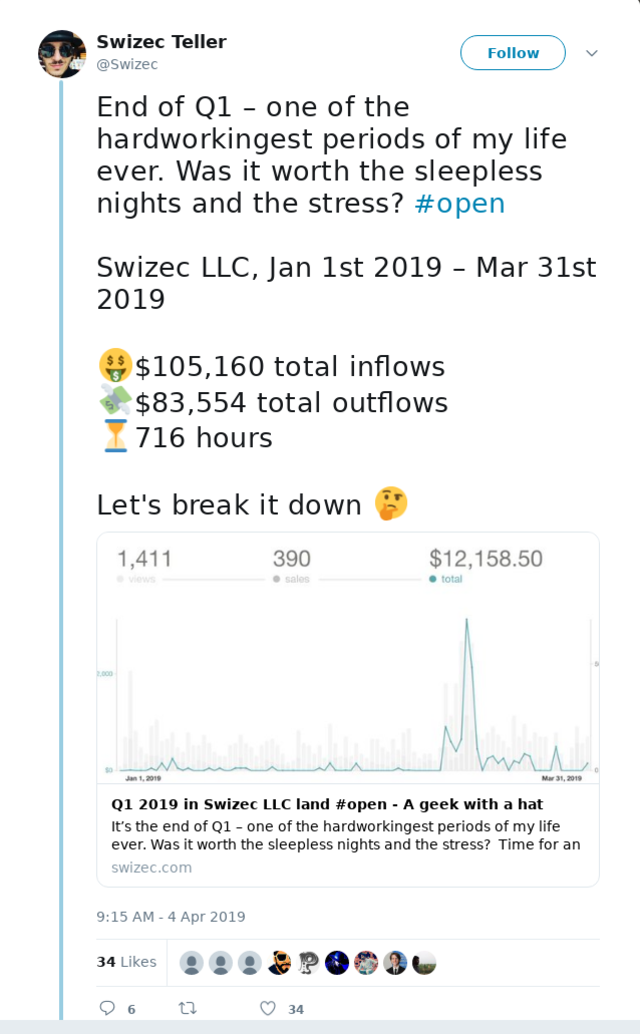 Swizec Teller
@Swizec
Follow
End of Q1 – one of the
hardworkingest periods of my life
ever. Was it worth the sleepless
nights and the stress? #open
Swizec LLC, Jan 1st 2019 – Mar 31st
2019
🤑$105,160 total inflows
💸$83,554 total outflows
⏳716 hours
Let's break it down 🤔
1,411 390 $12,158.50
views sales total
2,000
$0 0
Jan 1, 2019 Mar 31, 2019
Q1 2019 in Swizec LLC land #open - A geek with a hat
It’s the end of Q1 – one of the hardworkingest periods of my life
ever. Was it worth the sleepless nights and the stress? Time for an
swizec.com
9:15 AM - 4 Apr 2019
34 Likes
6 34